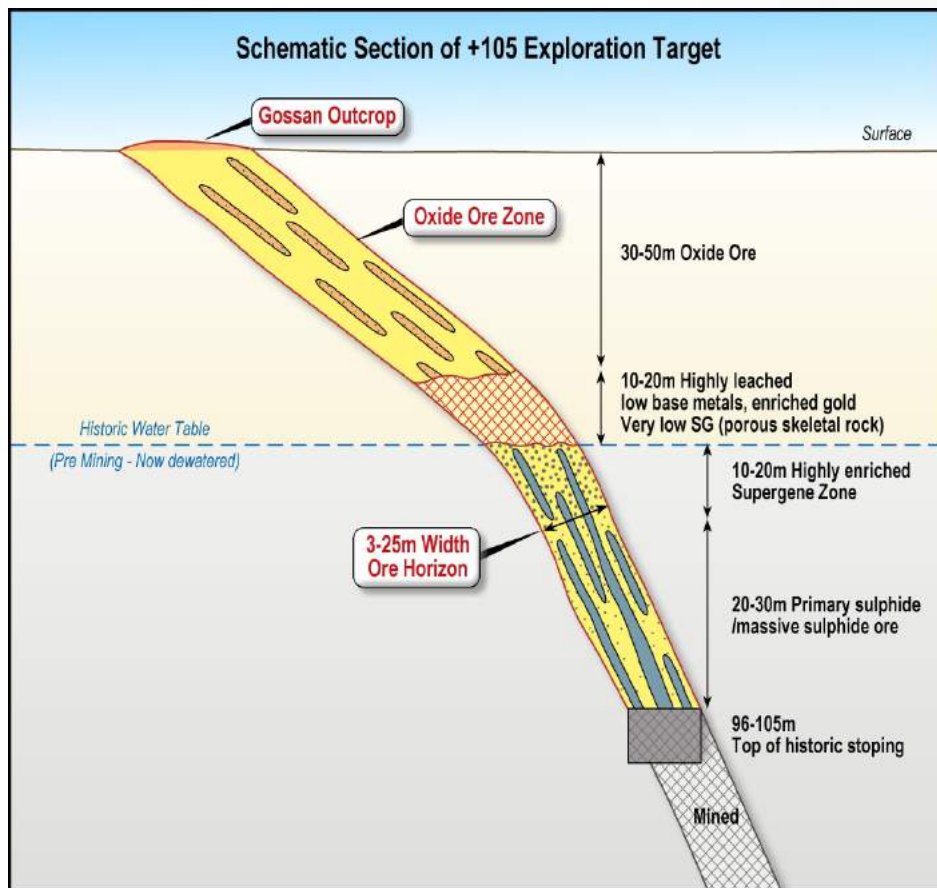 Schematic Section of +105 Exploration Target
Gossan Outcrop
Surface
Oxide Ore Zone
30-50m Oxide Ore
10-20m Highly leached
low base metals, enriched gold
Very low SG (porous skeletal rock)
Historic Water Table
(Pre Mining - Now dewatered)
10-20m Highly enriched
Supergene Zone
3-25m Width
Ore Horizon
20-30m Primary sulphide
/massive sulphide ore
96-105m
Top of historic stoping
Mined